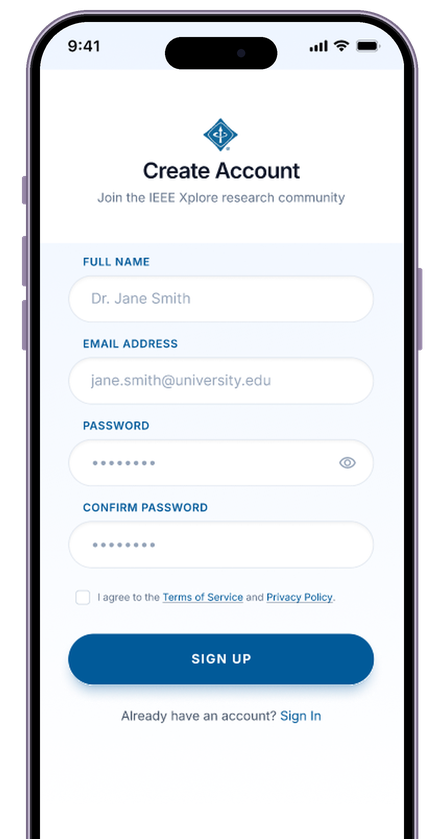 9:41
Create Account
Join the IEEE Xplore research community
FULL NAME
Dr. Jane Smith
EMAIL ADDRESS
jane.smith@university.edu
PASSWORD
••••••••
CONFIRM PASSWORD
••••••••
I agree to the Terms of Service and Privacy Policy.
SIGN UP
Already have an account? Sign In